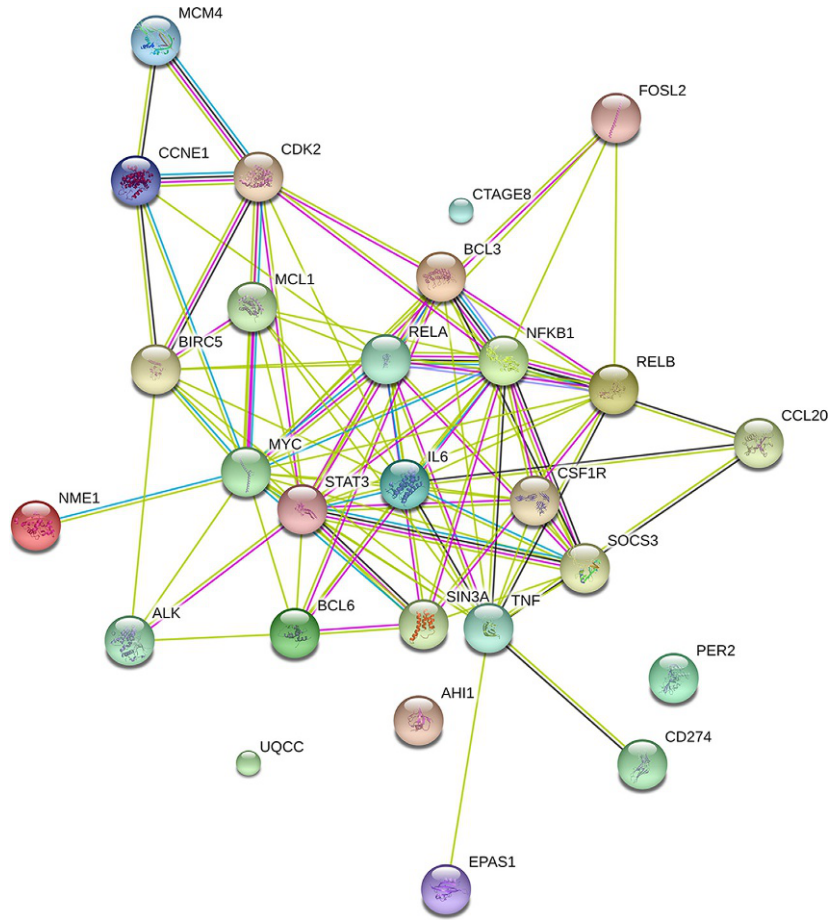 MCM4
FOSL2
CCNE1
CDK2
CTAGE8
BCL3
MCL1
RELA
NFKB1
BIRC5
RELB
CCL20
MYC
IL6
STAT3
CSF1R
NME1
SOCS3
SIN3A
TNF
BCL6
ALK
PER2
AHI1
CD274
UQCC
EPAS1